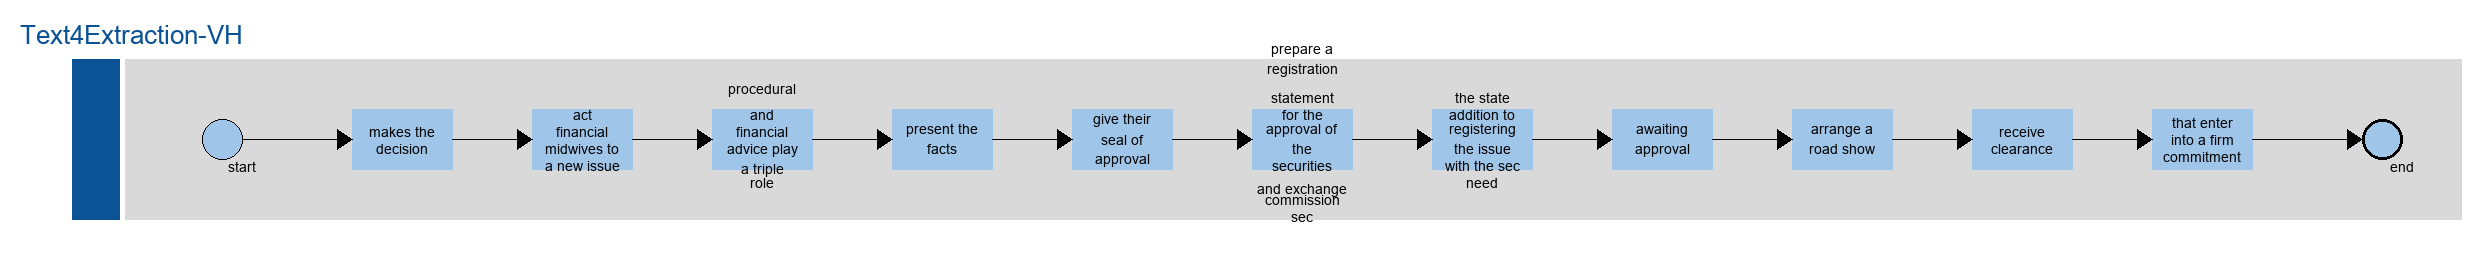 Text4Extraction-VH
start
makes the
decision
act
financial
midwives to
a new issue
procedural
and
financial
advice play
a triple
role
present the
facts
give their
seal of
approval
prepare a
registration
statement
for the
approval of
the
securities
and exchange
commission
sec
the state
addition to
registering
the issue
with the sec
need
awaiting
approval
arrange a
road show
receive
clearance
that enter
into a firm
commitment
end